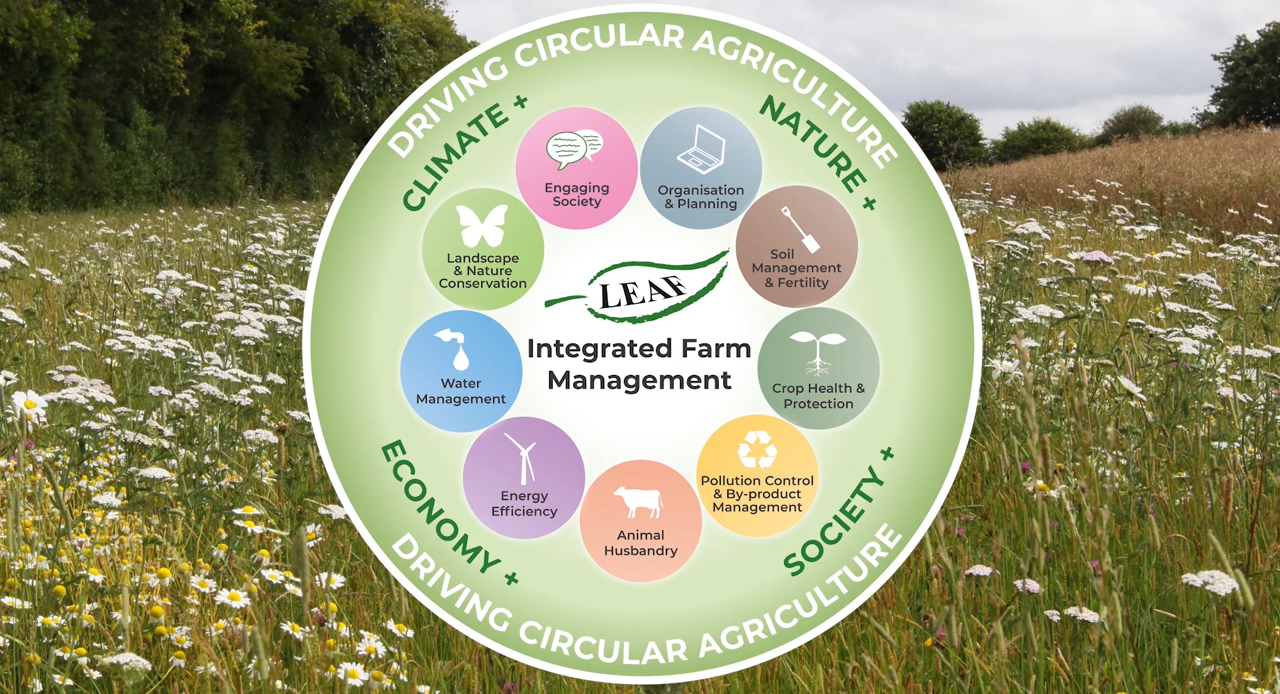 DRIVING CIRCULAR AGRICULTURE
CLIMATE +
NATURE +
Engaging
Society
Organisation
& Planning
Landscape
& Nature
Conservation
Soil
Management
& Fertility
LEAF
Integrated Farm
Management
Water
Management
Crop Health &
Protection
Energy
Efficiency
Animal
Husbandry
Pollution Control
& By-product
Management
ECONOMY +
SOCIETY +
DRIVING CIRCULAR AGRICULTURE